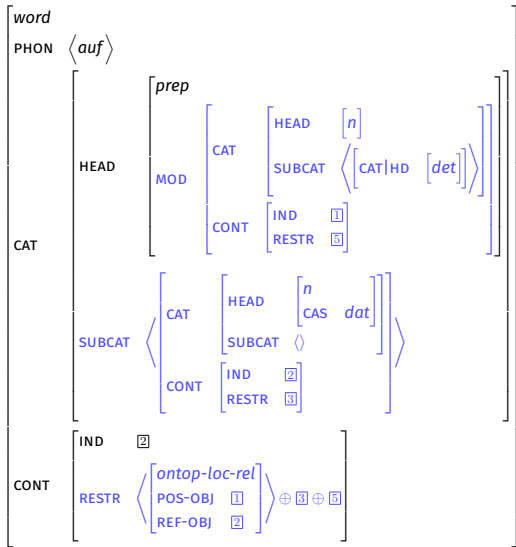 word
PHON ⟨auf⟩
prep
HEAD [n]
CAT
SUBCAT ⟨[CAT|HD [det]]⟩
MOD
HEAD
IND 1
CONT
RESTR 5
CAT
n
HEAD
CAS dat
CAT
SUBCAT ⟨⟩
SUBCAT
IND 2
CONT
RESTR 3
IND 2
ontop-loc-rel
CONT
RESTR ⟨POS-OBJ 1⟩ ⊕ 3 ⊕ 5
REF-OBJ 2